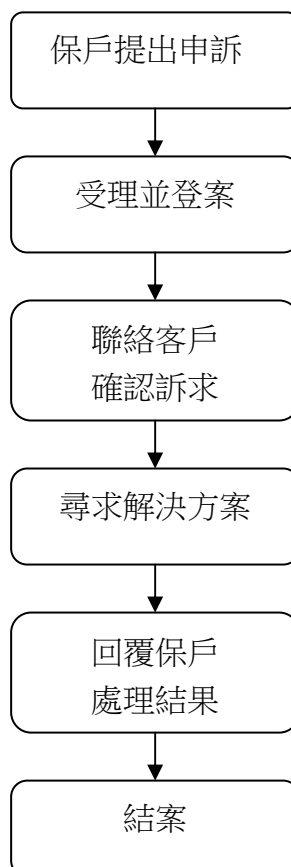 保戶提出申訴
受理並登案
聯絡客戶
確認訴求
尋求解決方案
回覆保戶
處理結果
結案